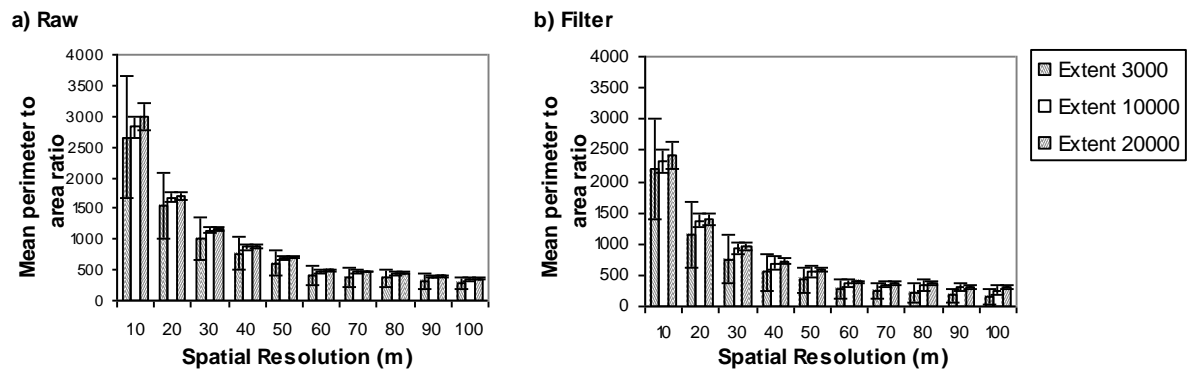 a) Raw
Mean perimeter to
area ratio
4000
3500
3000
2500
2000
1500
1000
500
0
10 20 30 40 50 60 70 80 90 100
Spatial Resolution (m)
b) Filter
Mean perimeter to
area ratio
4000
3500
3000
2500
2000
1500
1000
500
0
10 20 30 40 50 60 70 80 90 100
Spatial Resolution (m)
Extent 3000
Extent 10000
Extent 20000